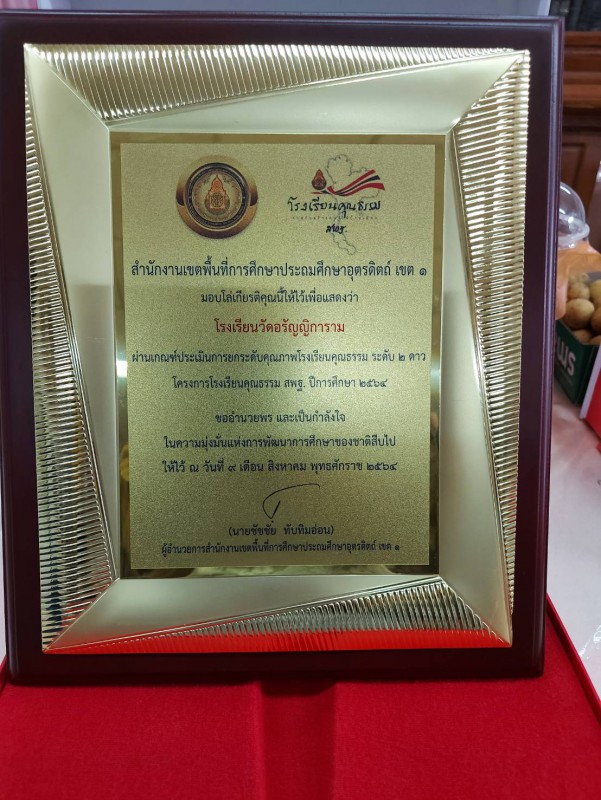 โรงเรียนคุณธรรม
สพฐ.
สำนักงานเขตพื้นที่การศึกษาประถมศึกษาอุตรดิตถ์ เขต ๑
มอบโล่เกียรติคุณนี้ให้ไว้เพื่อแสดงว่า
โรงเรียนวัดอรัญญิการาม
ผ่านเกณฑ์ประเมินการยกระดับคุณภาพโรงเรียนคุณธรรม ระดับ ๒ ดาว
โครงการโรงเรียนคุณธรรม สพฐ. ปีการศึกษา ๒๕๖๔
ขออำนวยพร และเป็นกำลังใจ
ในความมุ่งมั่นแห่งการพัฒนาการศึกษาของชาติสืบไป
ให้ไว้ ณ วันที่ ๙ เดือน สิงหาคม พุทธศักราช ๒๕๖๔
(นายชัชชัย ทับทิมอ่อน)
ผู้อำนวยการสำนักงานเขตพื้นที่การศึกษาประถมศึกษาอุตรดิตถ์ เขต ๑